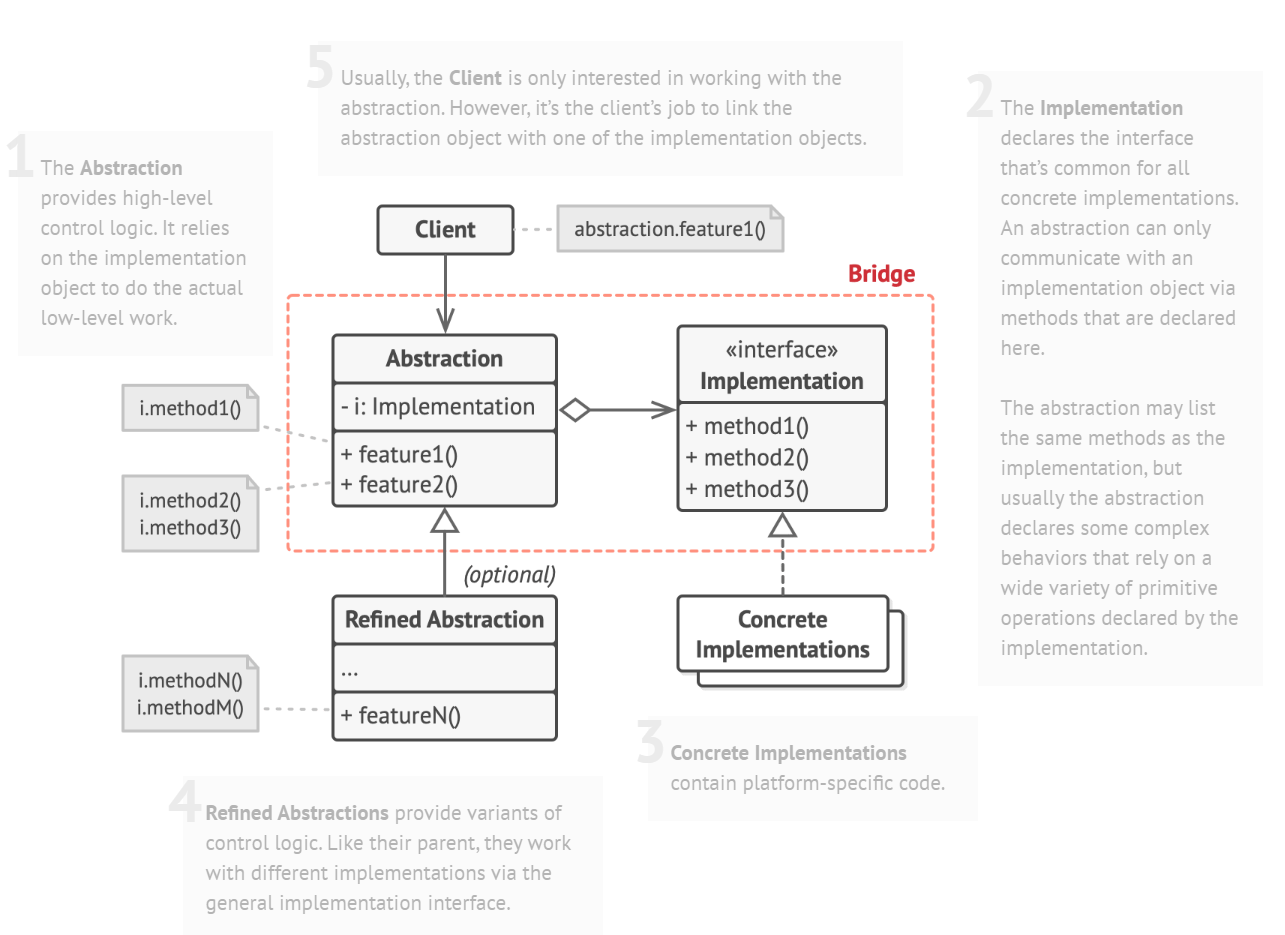 5
Usually, the Client is only interested in working with the
abstraction. However, it’s the client’s job to link the
abstraction object with one of the implementation objects.
1
The Abstraction
provides high-level
control logic. It relies
on the implementation
object to do the actual
low-level work.
2
The Implementation
declares the interface
that’s common for all
concrete implementations.
An abstraction can only
communicate with an
implementation object via
methods that are declared
here.
The abstraction may list
the same methods as the
implementation, but
usually the abstraction
declares some complex
behaviors that rely on a
wide variety of primitive
operations declared by the
implementation.
Client
abstraction.feature1()
Bridge
Abstraction
- i: Implementation
+ feature1()
+ feature2()
«interface»
Implementation
+ method1()
+ method2()
+ method3()
i.method1()
i.method2()
i.method3()
(optional)
Refined Abstraction
...
+ featureN()
Concrete
Implementations
i.methodN()
i.methodM()
3
Concrete Implementations
contain platform-specific code.
4
Refined Abstractions provide variants of
control logic. Like their parent, they work
with different implementations via the
general implementation interface.